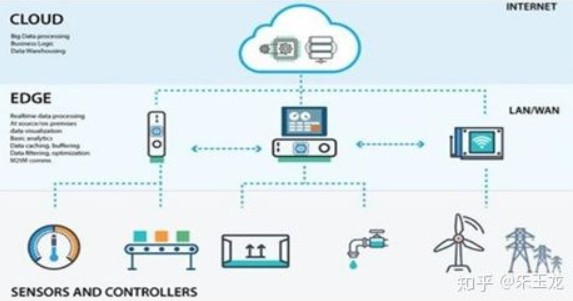 CLOUD
INTERNET
Big Data processing
Business Logic
Data Warehousing
EDGE
LAN/WAN
Realtime data processing
At source/on premises
data visualization
Basic analytics
Data caching, buffering
Data filtering, optimization
M2M comms
SENSORS AND CONTROLLERS
知乎 @朱玉龙